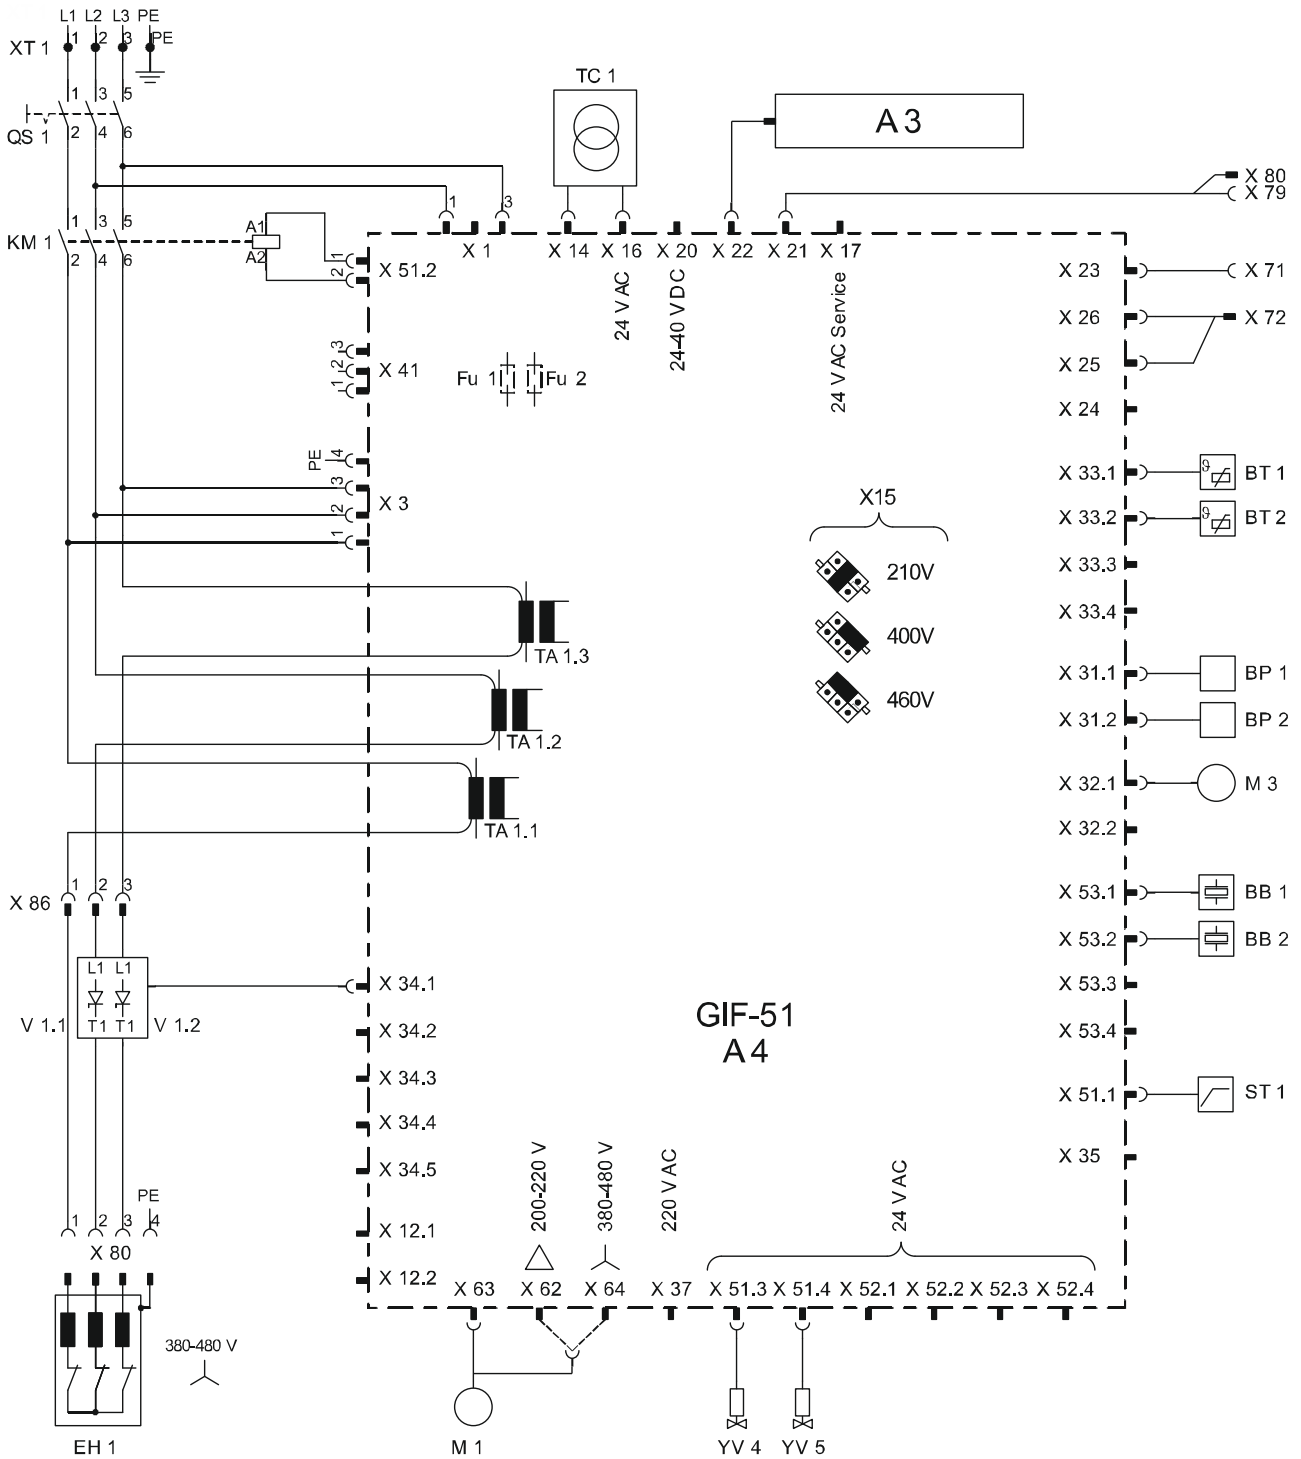 L1 L2 L3 PE
XT 1
1 2 3 PE
QS 1
1 3 5
2 4 6
TC 1
A 3
X 80
X 79
1 3
KM 1
1 3 5
2 4 6
A1
A2
1
2
X 51.2
X 1
X 14
X 16
X 20
X 22
X 21
X 17
24 V AC
24-40 V DC
24 V AC Service
X 23
X 71
X 26
X 72
X 25
X 24
3
2
1
X 41
Fu 1
Fu 2
PE
4
3
2
1
X 3
X15
210V
400V
460V
X 33.1
BT 1
X 33.2
BT 2
X 33.3
X 33.4
X 31.1
BP 1
X 31.2
BP 2
X 32.1
M 3
X 32.2
TA 1.3
TA 1.2
TA 1.1
X 86
1 2 3
X 53.1
BB 1
X 53.2
BB 2
X 53.3
X 53.4
X 51.1
ST 1
X 35
L1 L1
T1 T1
V 1.1
V 1.2
GIF-51
A 4
X 34.1
X 34.2
X 34.3
X 34.4
X 34.5
X 12.1
X 12.2
200-220 V
380-480 V
220 V AC
24 V AC
X 63
X 62
X 64
X 37
X 51.3
X 51.4
X 52.1
X 52.2
X 52.3
X 52.4
PE
1 2 3 4
X 80
380-480 V
EH 1
M 1
YV 4
YV 5